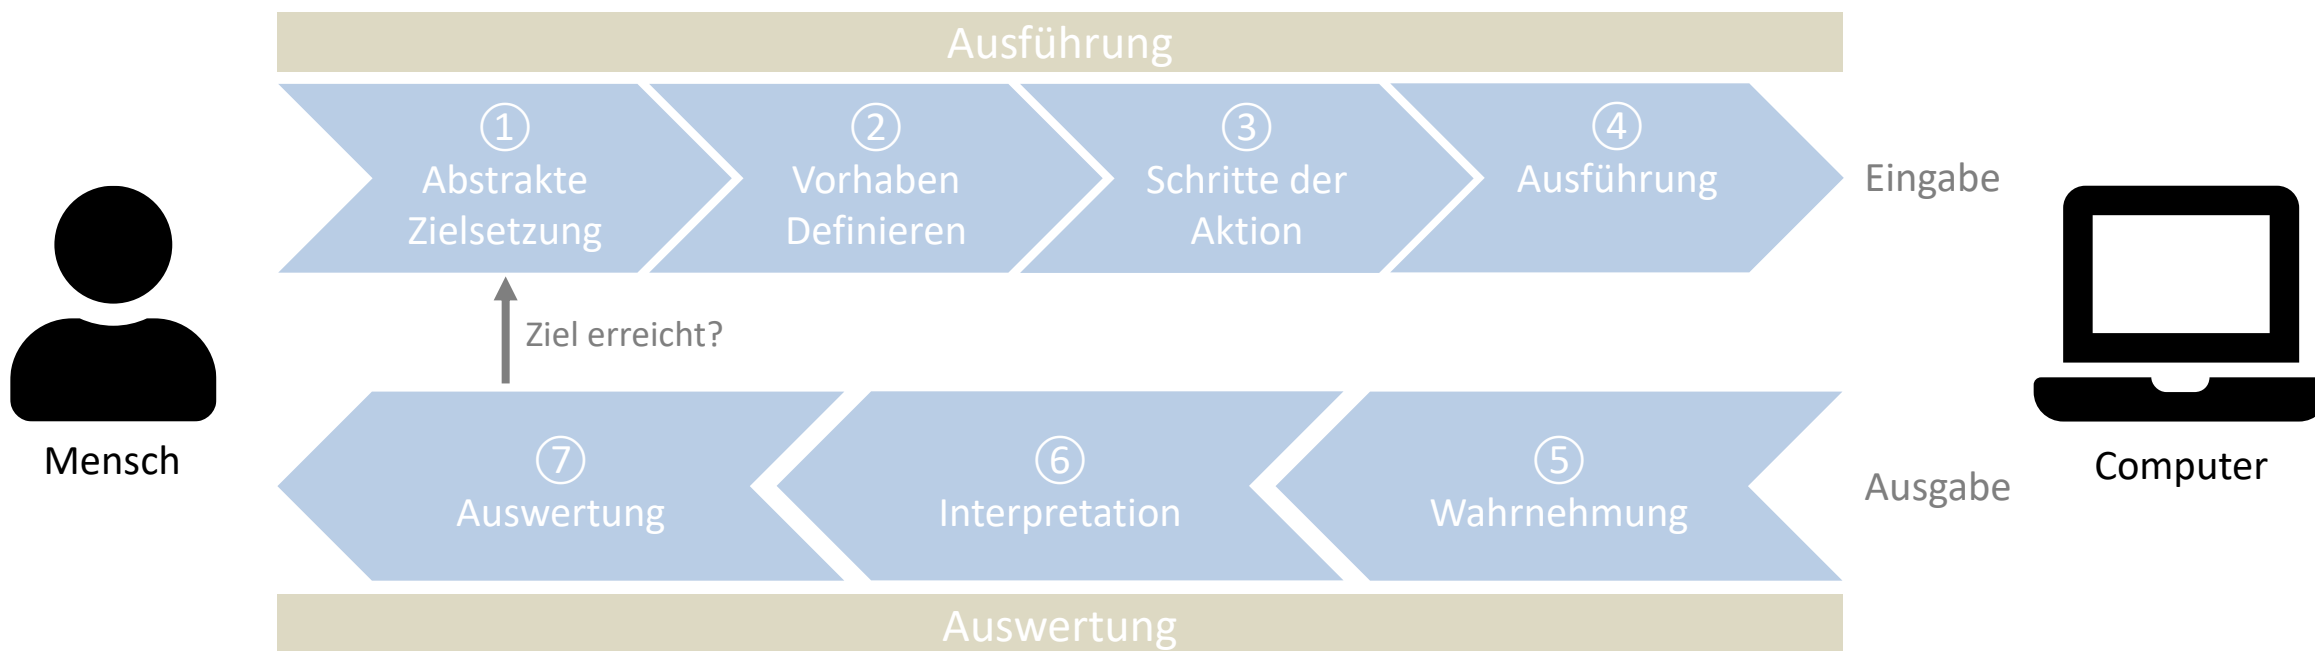 Ausführung
①
Abstrakte
Zielsetzung
②
Vorhaben
Definieren
③
Schritte der
Aktion
④
Ausführung
Eingabe
Ziel erreicht?
Mensch
Computer
⑦
Auswertung
⑥
Interpretation
⑤
Wahrnehmung
Ausgabe
Auswertung